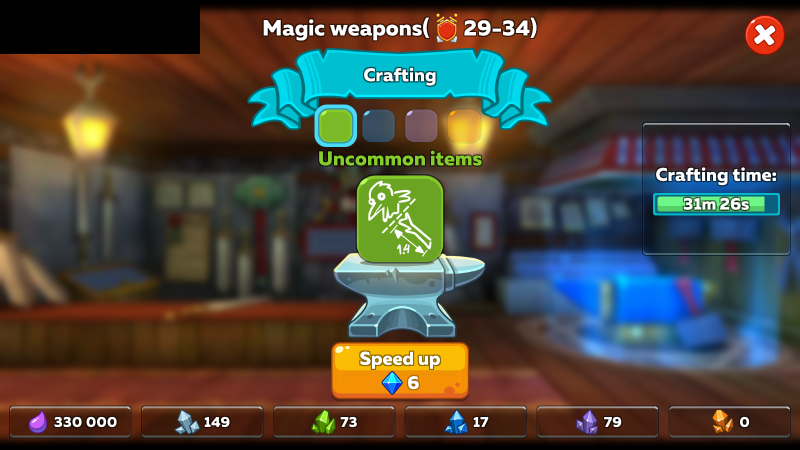 Magic weapons( 29-34)
Crafting
Uncommon items
Crafting time:
31m 26s
1.4
Speed up
6
330 000
149
73
17
79
0